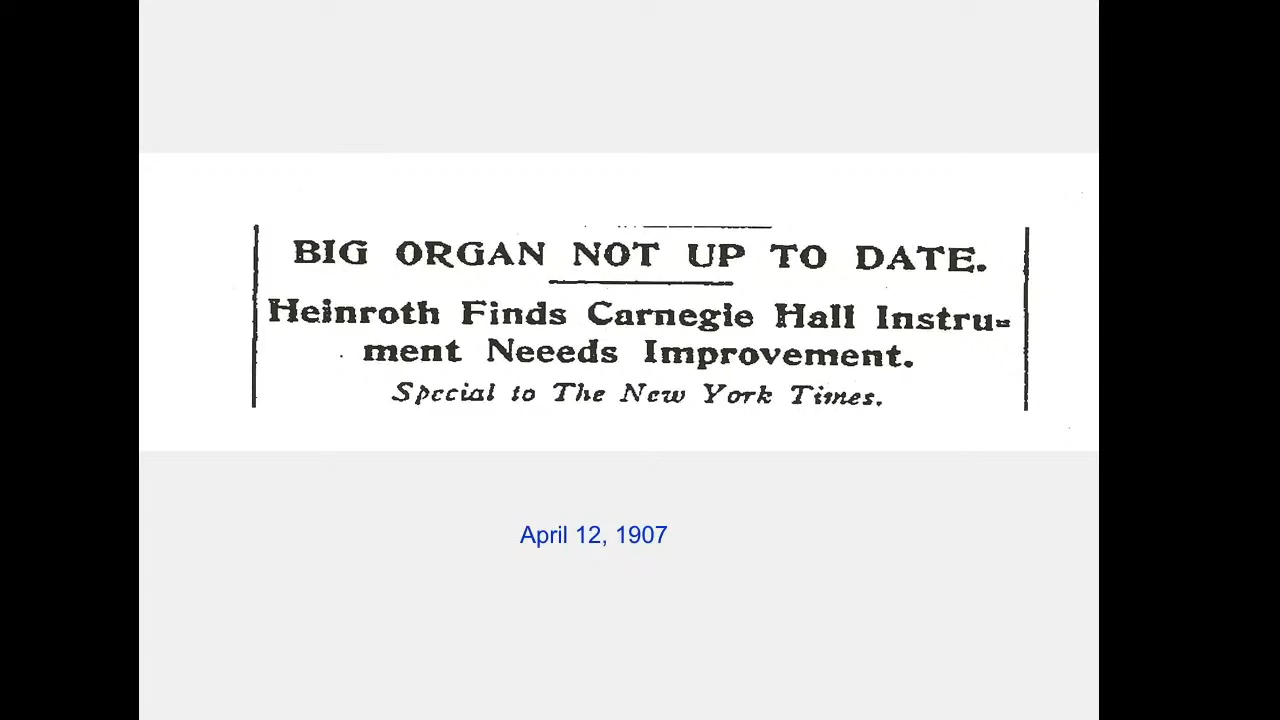 BIG ORGAN NOT UP TO DATE.
Heinroth Finds Carnegie Hall Instru-
ment Neeeds Improvement.
Special to The New York Times.
April 12, 1907